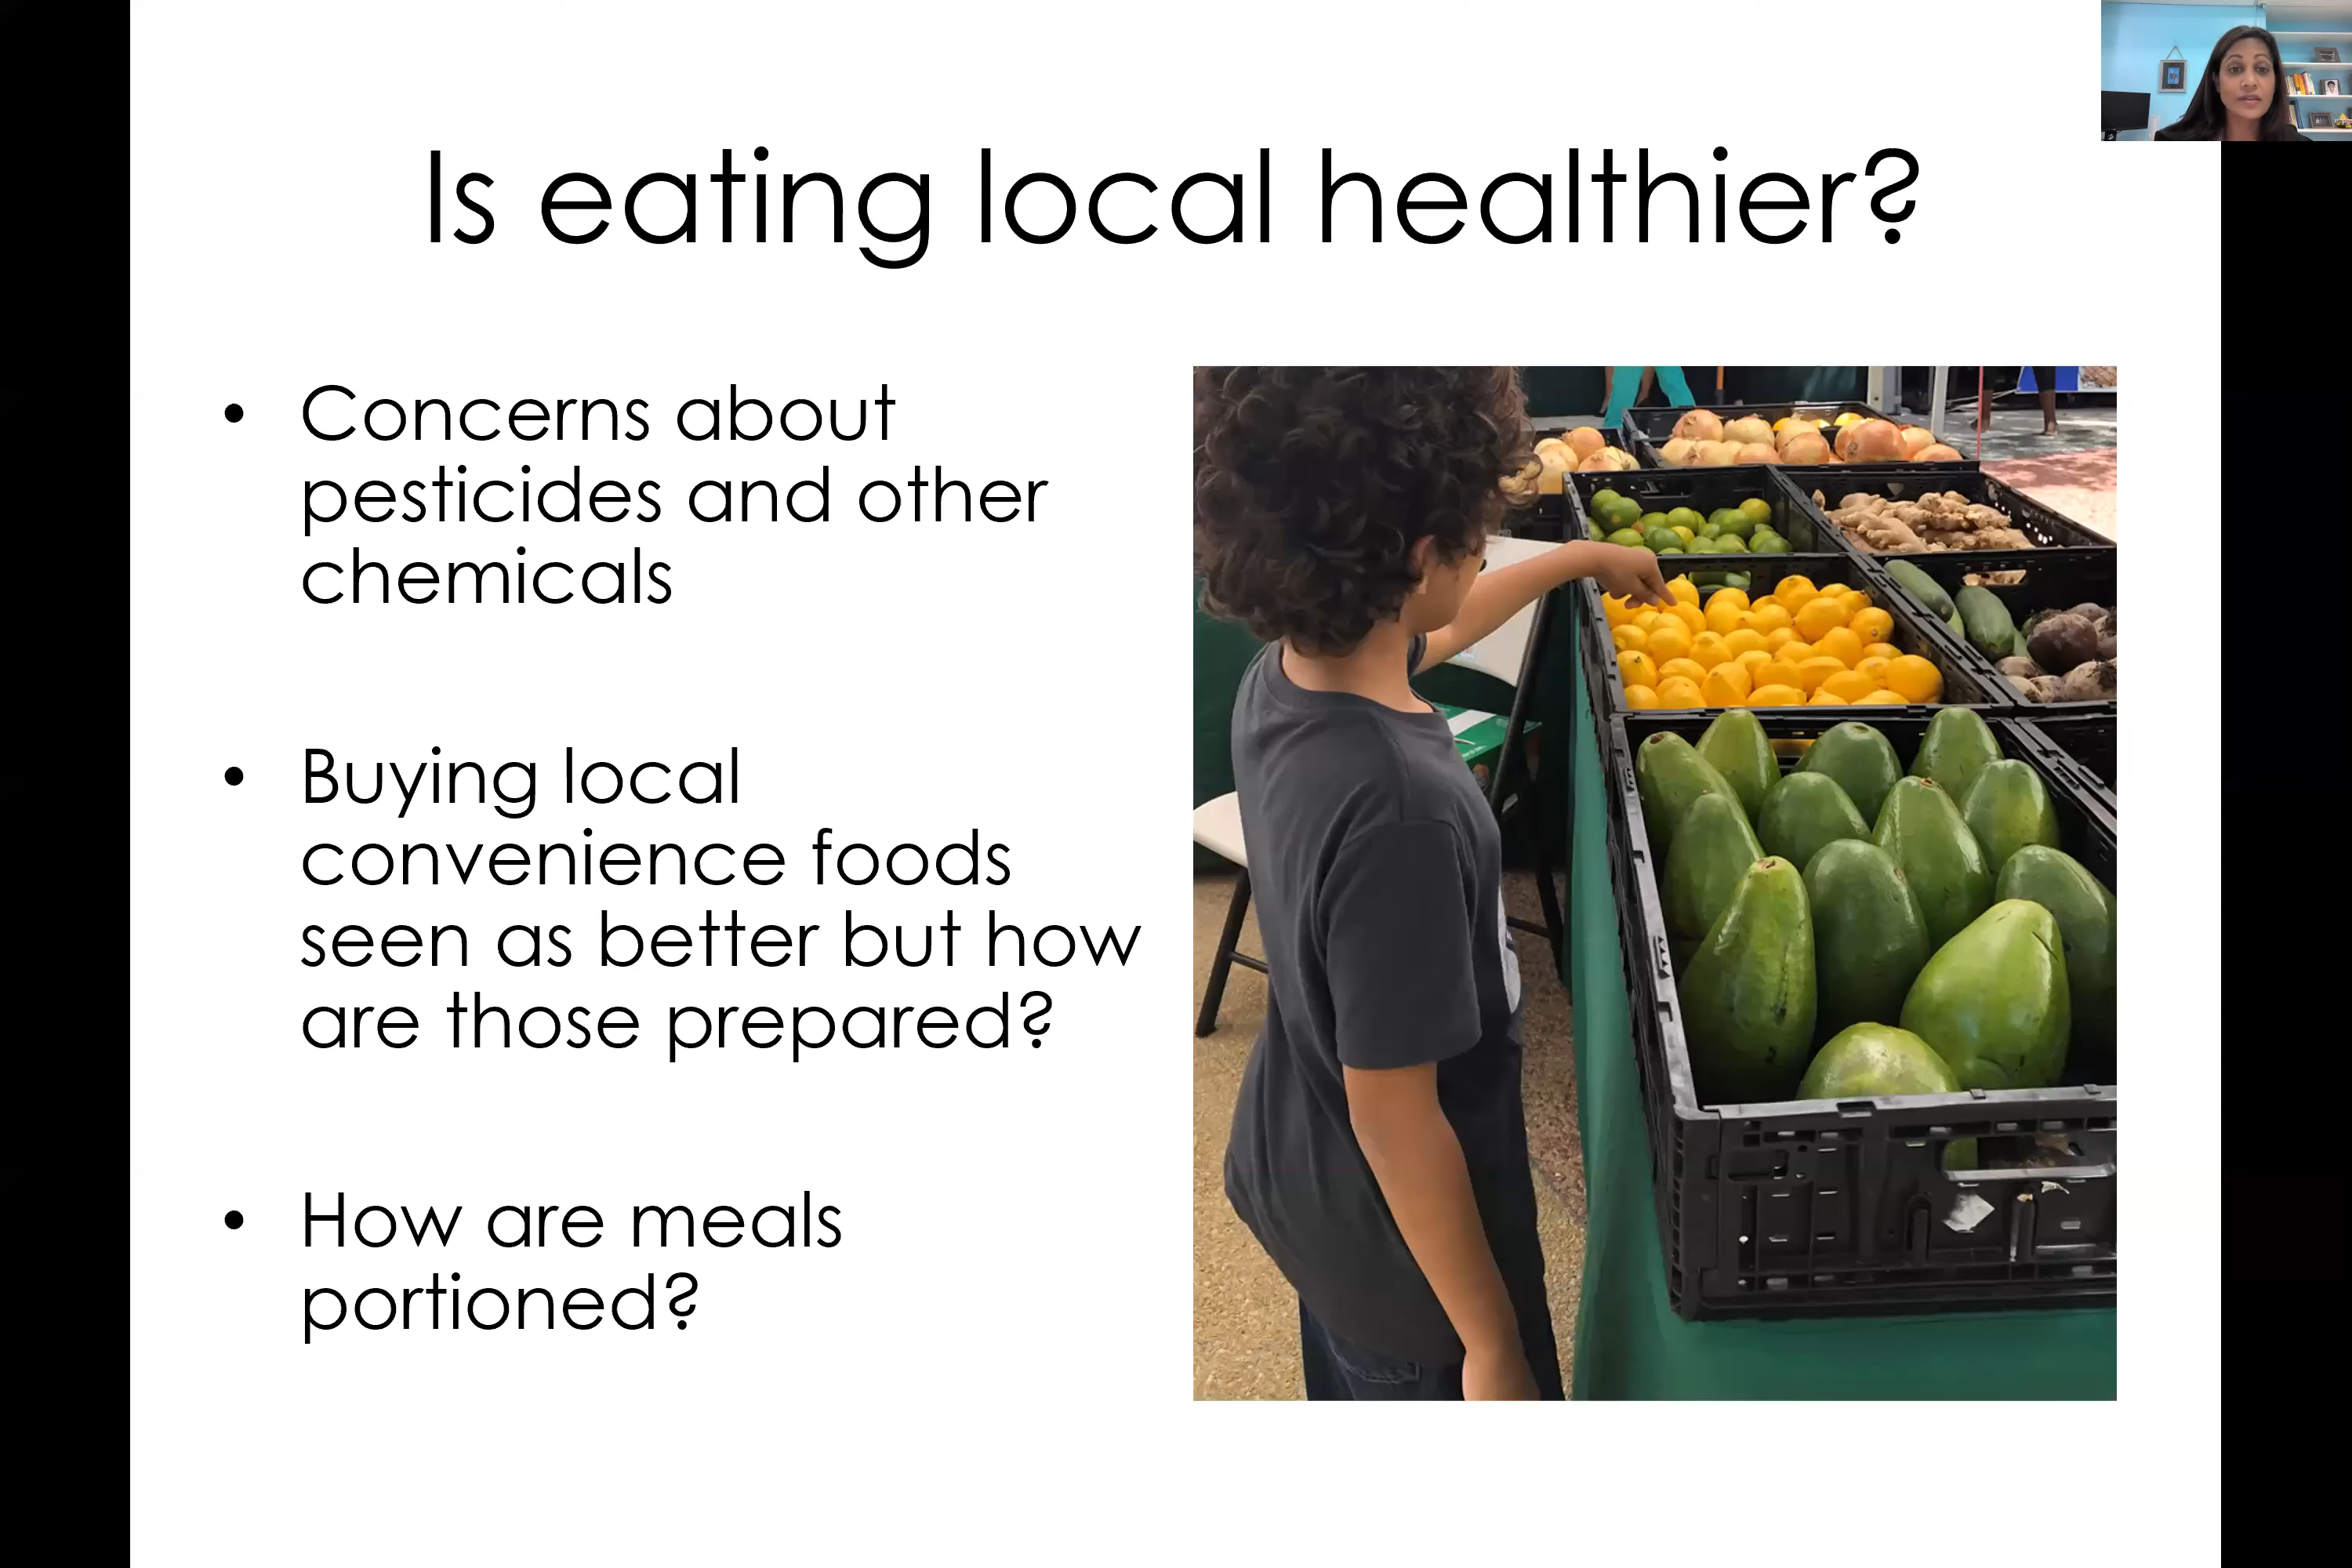 Is eating local healthier?
• Concerns about
pesticides and other
chemicals
• Buying local
convenience foods
seen as better but how
are those prepared?
• How are meals
portioned?